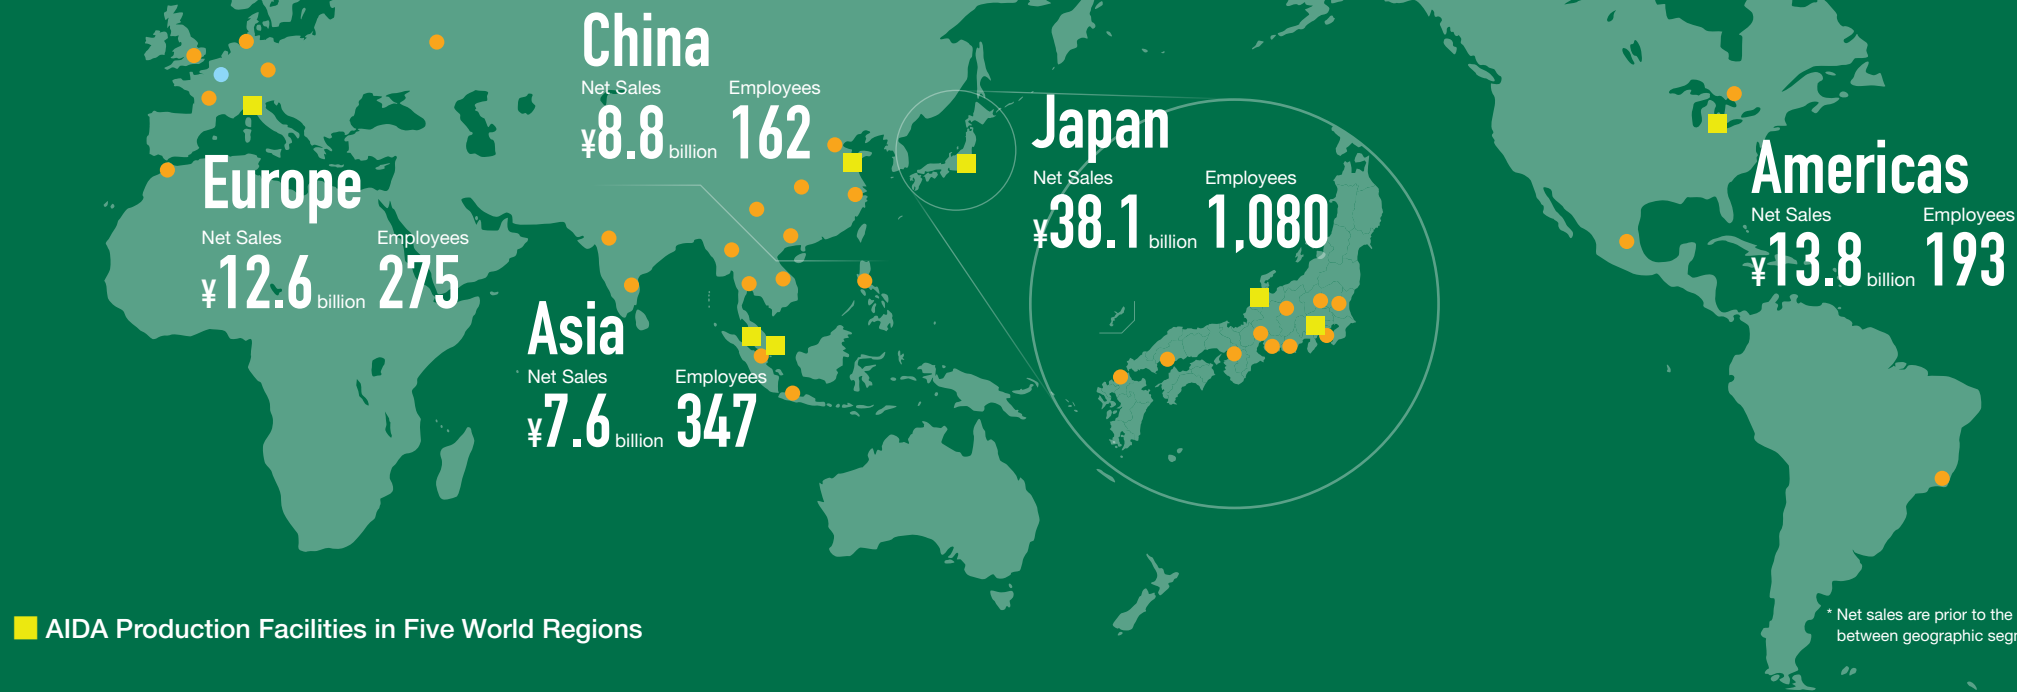 China
Net Sales Employees
¥8.8 billion 162
Japan
Net Sales Employees
¥38.1 billion 1,080
Americas
Net Sales Employees
¥13.8 billion 193
Europe
Net Sales Employees
¥12.6 billion 275
Asia
Net Sales Employees
¥7.6 billion 347
AIDA Production Facilities in Five World Regions
* Net sales are prior to the
between geographic